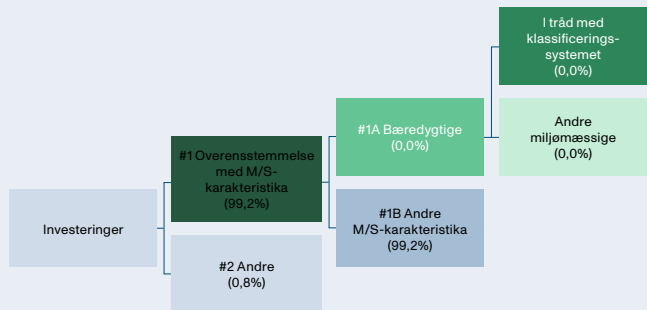 Investeringer
#1 Overensstemmelse
med M/S-
karakteristika
(99,2%)
#2 Andre
(0,8%)
#1A Bæredygtige
(0,0%)
#1B Andre
M/S-karakteristika
(99,2%)
I tråd med
klassificerings-
systemet
(0,0%)
Andre
miljømæssige
(0,0%)